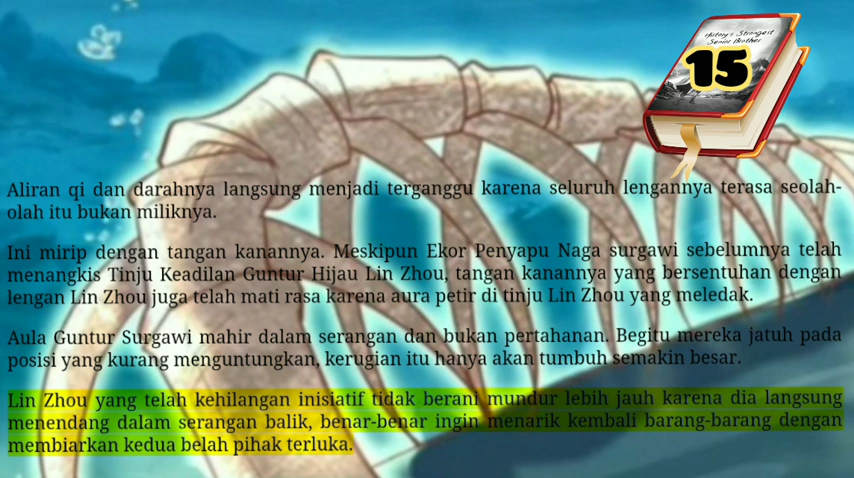 History's Strongest
Senior Brother
15
Aliran qi dan darahnya langsung menjadi terganggu karena seluruh lengannya terasa seolah-
olah itu bukan miliknya.
Ini mirip dengan tangan kanannya. Meskipun Ekor Penyapu Naga surgawi sebelumnya telah
menangkis Tinju Keadilan Guntur Hijau Lin Zhou, tangan kanannya yang bersentuhan dengan
lengan Lin Zhou juga telah mati rasa karena aura petir di tinju Lin Zhou yang meledak.
Aula Guntur Surgawi mahir dalam serangan dan bukan pertahanan. Begitu mereka jatuh pada
posisi yang kurang menguntungkan, kerugian itu hanya akan tumbuh semakin besar.
Lin Zhou yang telah kehilangan inisiatif tidak berani mundur lebih jauh karena dia langsung
menendang dalam serangan balik, benar-benar ingin menarik kembali barang-barang dengan
membiarkan kedua belah pihak terluka.